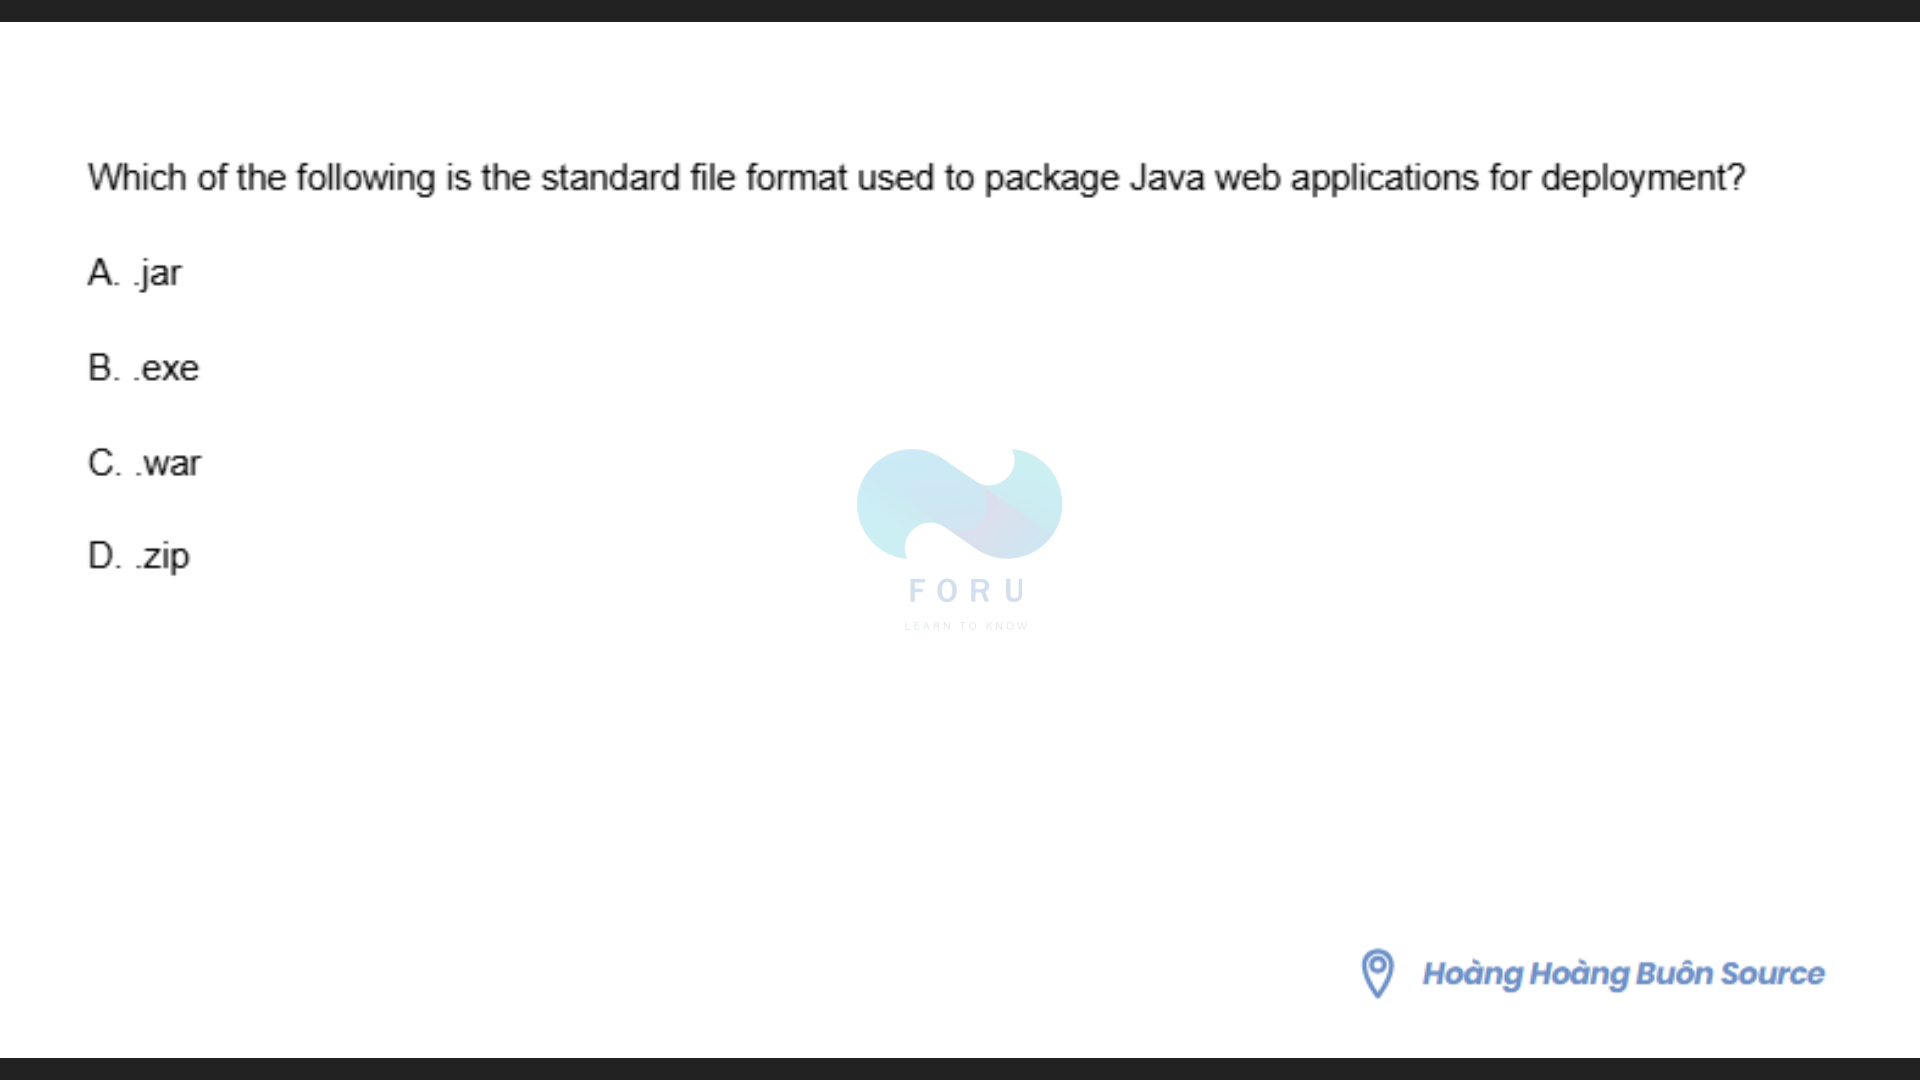 Which of the following is the standard file format used to package Java web applications for deployment?
A. .jar
B. .exe
C. .war
D. .zip
FORU
LEARN TO KNOW
Hoàng Hoàng Buôn Source